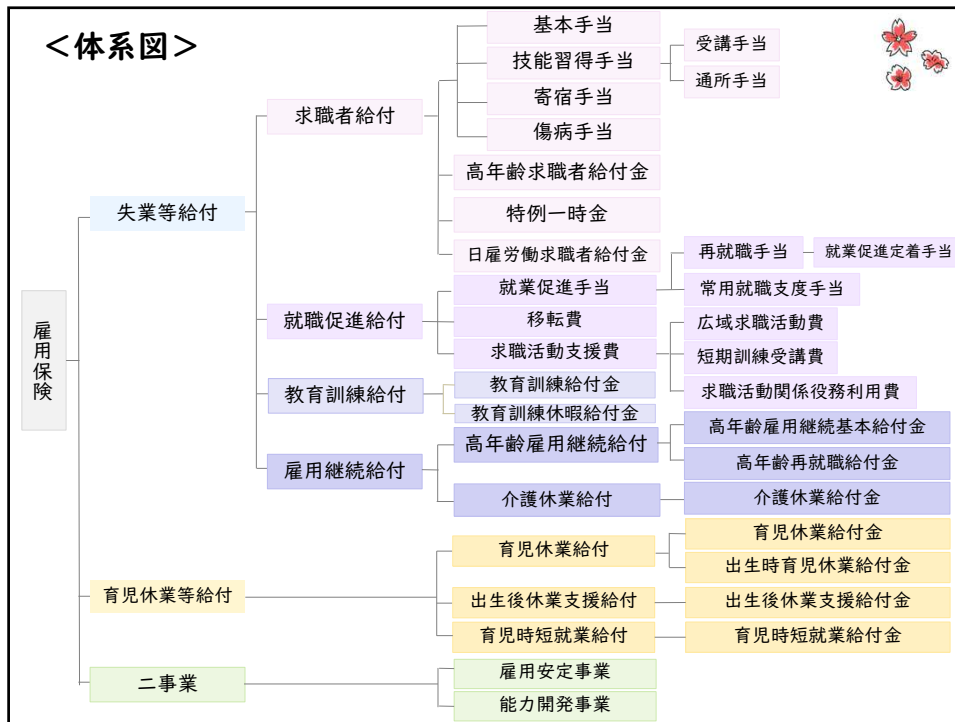 ＜体系図＞
雇用保険
失業等給付
求職者給付
基本手当
技能習得手当
受講手当
通所手当
寄宿手当
傷病手当
高年齢求職者給付金
特例一時金
日雇労働求職者給付金
就職促進給付
就業促進手当
再就職手当
就業促進定着手当
常用就職支度手当
移転費
求職活動支援費
広域求職活動費
短期訓練受講費
求職活動関係役務利用費
教育訓練給付
教育訓練給付金
教育訓練休暇給付金
雇用継続給付
高年齢雇用継続給付
高年齢雇用継続基本給付金
高年齢再就職給付金
介護休業給付
介護休業給付金
育児休業等給付
育児休業給付
育児休業給付金
出生時育児休業給付金
出生後休業支援給付
出生後休業支援給付金
育児時短就業給付
育児時短就業給付金
二事業
雇用安定事業
能力開発事業